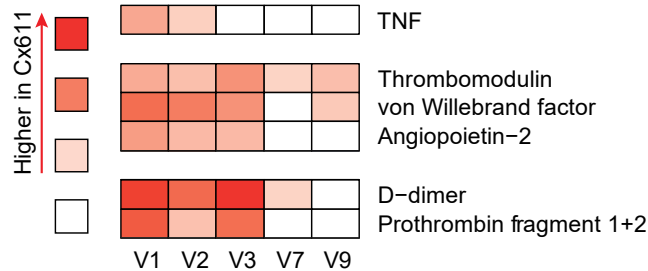 Higher in Cx611
TNF
Thrombomodulin
von Willebrand factor
Angiopoietin−2
D−dimer
Prothrombin fragment 1+2
V1 V2 V3 V7 V9